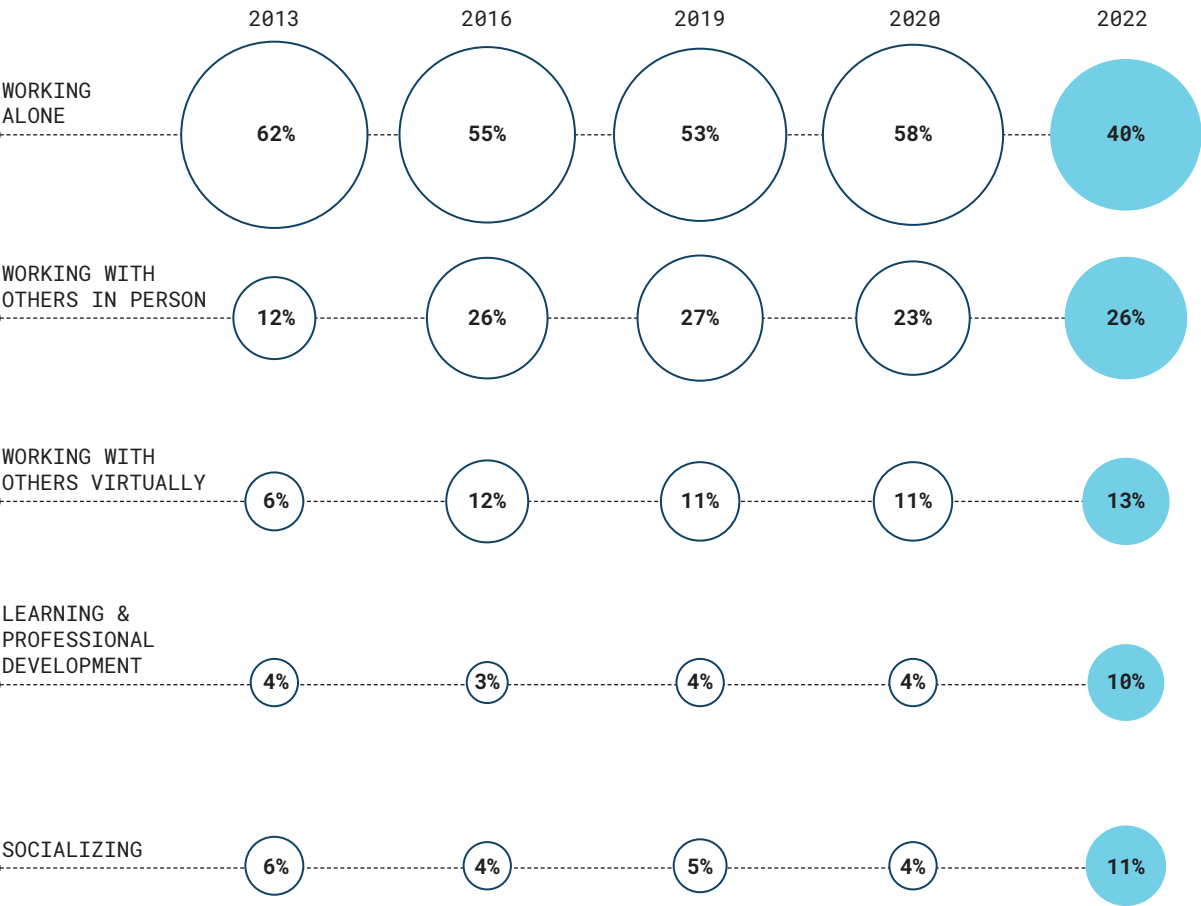 2013 2016 2019 2020 2022
WORKING
ALONE
62% 55% 53% 58% 40%
WORKING WITH
OTHERS IN PERSON
12% 26% 27% 23% 26%
WORKING WITH
OTHERS VIRTUALLY
6% 12% 11% 11% 13%
LEARNING &
PROFESSIONAL
DEVELOPMENT
4% 3% 4% 4% 10%
SOCIALIZING
6% 4% 5% 4% 11%